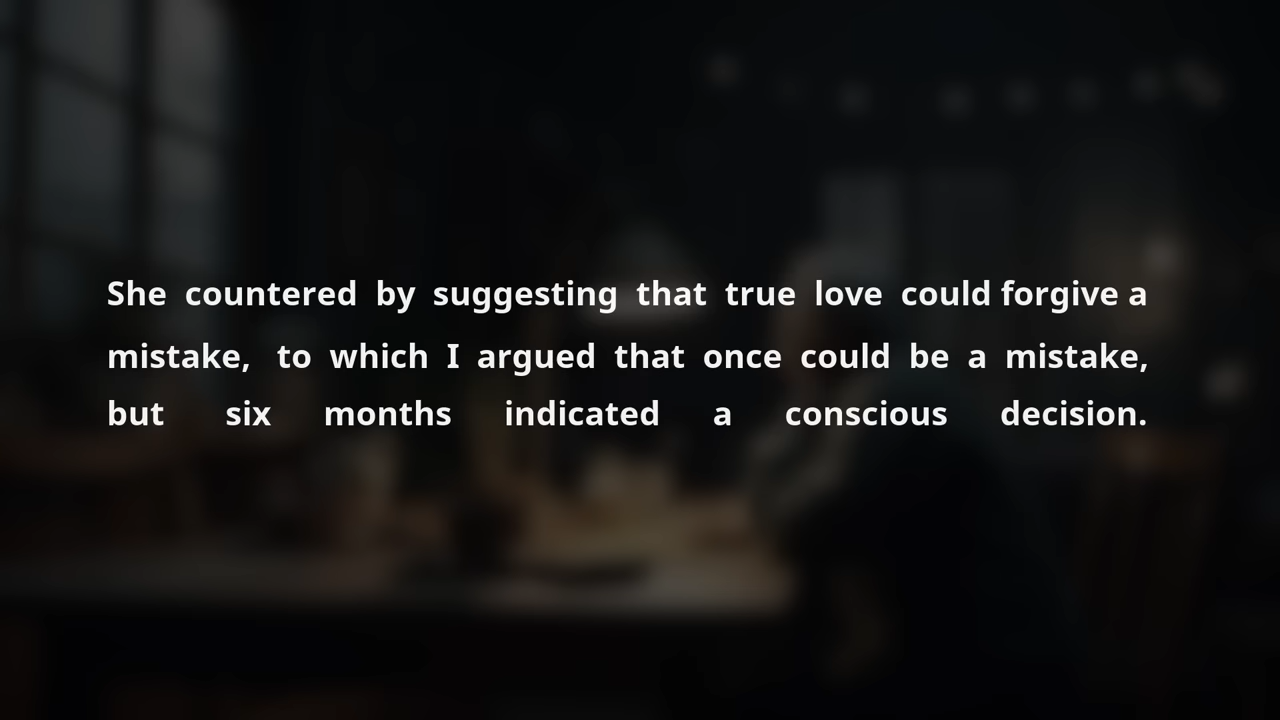 She countered by suggesting that true love could forgive a
mistake, to which I argued that once could be a mistake,
but six months indicated a conscious decision.